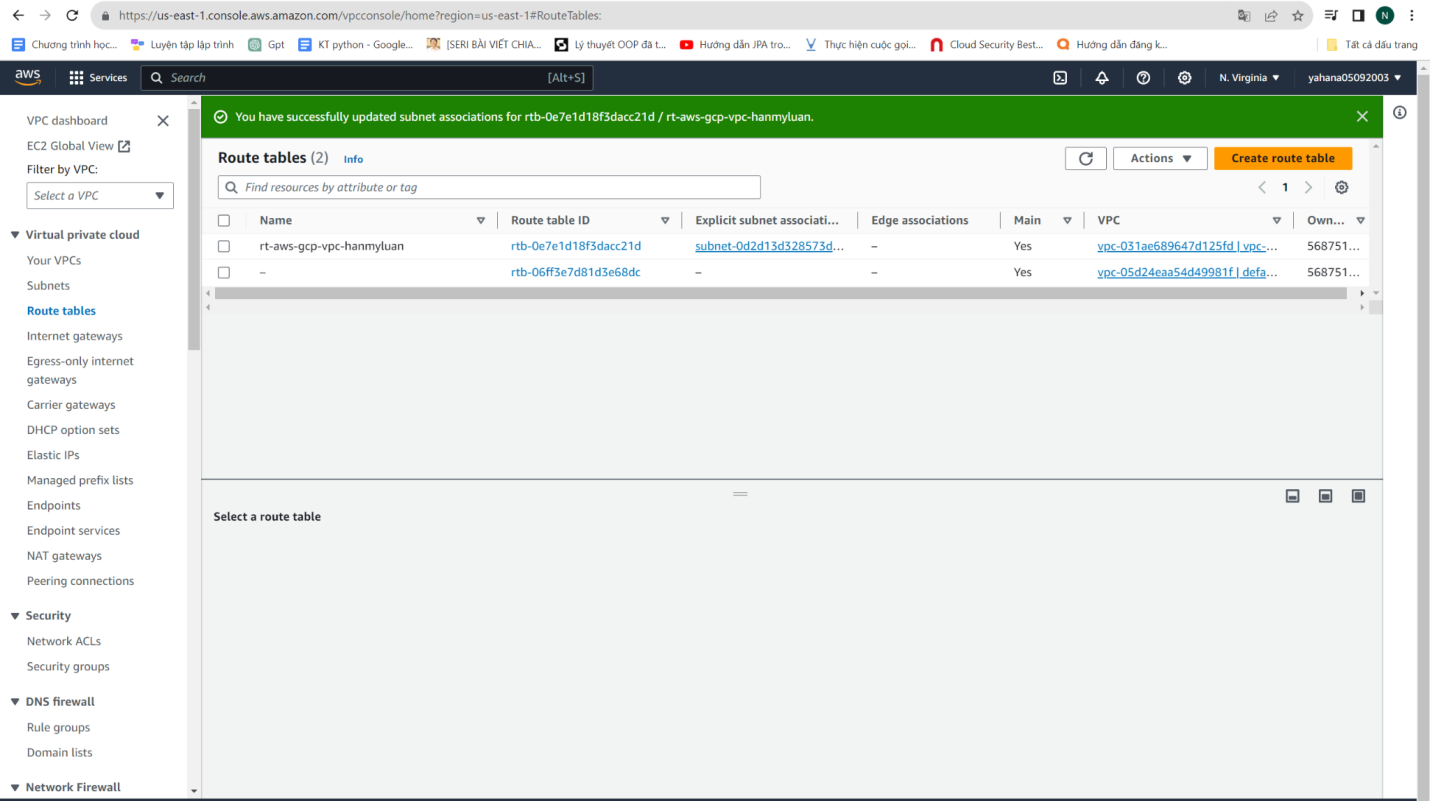 https://us-east-1.console.aws.amazon.com/vpcconsole/home?region=us-east-1#RouteTables:
N
Chương trình học...
Luyện tập lập trình
Gpt
KT python - Google...
[SERI BÀI VIẾT CHIA...
Lý thuyết OOP đã t...
Hướng dẫn JPA tro...
Thực hiện cuộc gọi...
Cloud Security Best...
Hướng dẫn đăng k...
Tất cả dấu trang
aws
Services
Search
[Alt+S]
N. Virginia
yahana05092003
VPC dashboard
EC2 Global View
Filter by VPC:
Select a VPC
Virtual private cloud
Your VPCs
Subnets
Route tables
Internet gateways
Egress-only internet
gateways
Carrier gateways
DHCP option sets
Elastic IPs
Managed prefix lists
Endpoints
Endpoint services
NAT gateways
Peering connections
Security
Network ACLs
Security groups
DNS firewall
Rule groups
Domain lists
Network Firewall
You have successfully updated subnet associations for rtb-0e7e1d18f3dacc21d / rt-aws-gcp-vpc-hanmyluan.
Route tables (2) Info
Actions
Create route table
Find resources by attribute or tag
1
Name Route table ID Explicit subnet associati... Edge associations Main VPC Own...
rt-aws-gcp-vpc-hanmyluan rtb-0e7e1d18f3dacc21d subnet-0d2d13d328573d... – Yes vpc-031ae689647d125fd | vpc-... 568751...
– rtb-06ff3e7d81d3e68dc – – Yes vpc-05d24eaa54d49981f | defa... 568751...
Select a route table